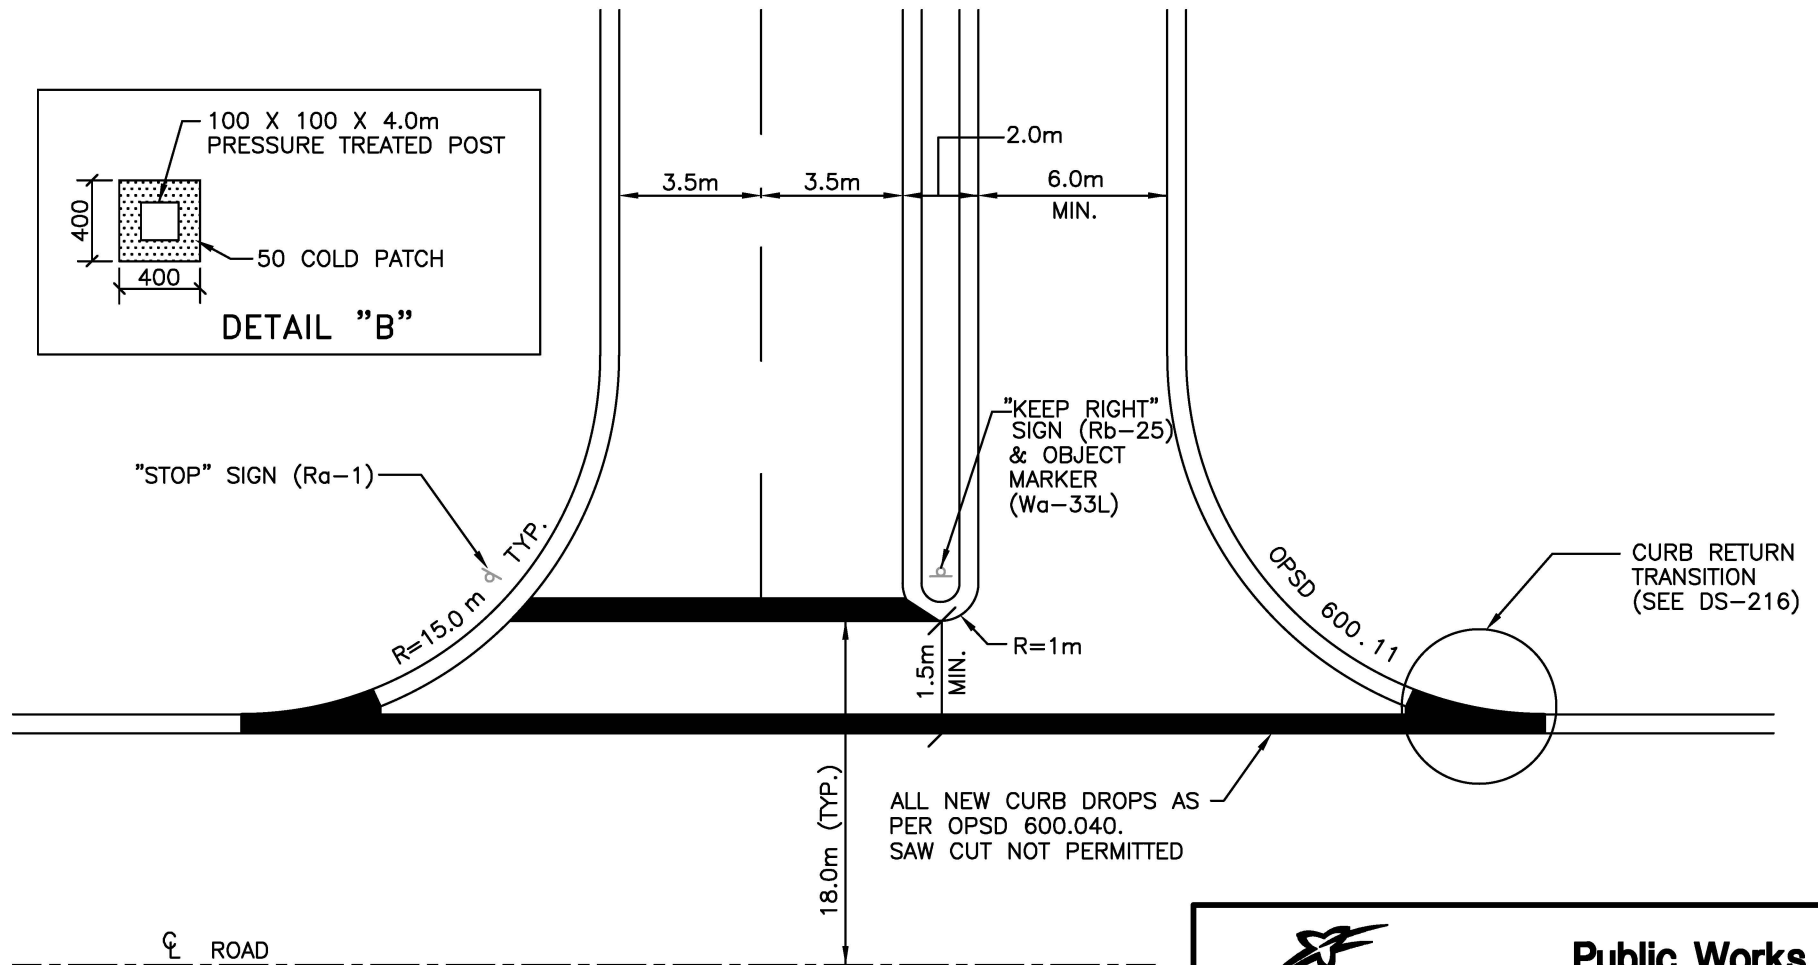 100 X 100 X 4.0m
PRESSURE TREATED POST
400
50 COLD PATCH
400
DETAIL "B"
2.0m
3.5m
3.5m
6.0m
MIN.
"KEEP RIGHT"
SIGN (Rb-25)
& OBJECT
MARKER
(Wa-33L)
"STOP" SIGN (Ra-1)
R=15.0 m TYP.
OPSD 600.11
CURB RETURN
TRANSITION
(SEE DS-216)
R=1m
1.5m
MIN.
18.0m (TYP.)
ALL NEW CURB DROPS AS
PER OPSD 600.040.
SAW CUT NOT PERMITTED
℄ ROAD
Public Works